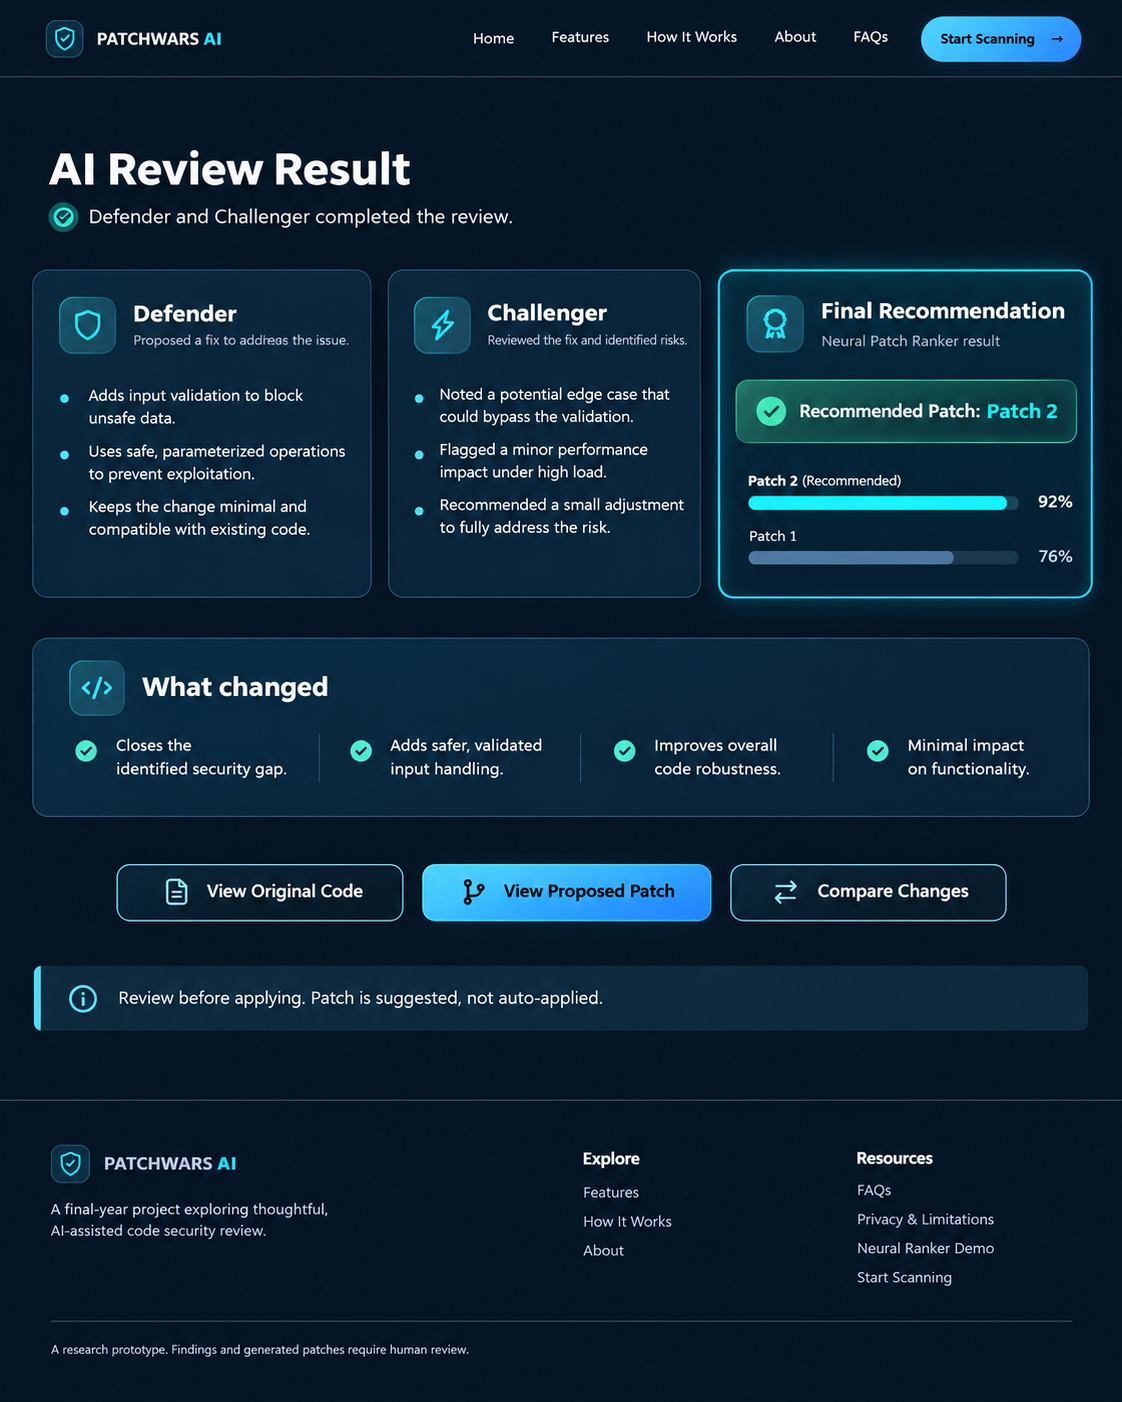 PATCHWARS AI
Home
Features
How It Works
About
FAQs
Start Scanning →
AI Review Result
Defender and Challenger completed the review.
Defender
Proposed a fix to address the issue.
Adds input validation to block
unsafe data.
Uses safe, parameterized operations
to prevent exploitation.
Keeps the change minimal and
compatible with existing code.
Challenger
Reviewed the fix and identified risks.
Noted a potential edge case that
could bypass the validation.
Flagged a minor performance
impact under high load.
Recommended a small adjustment
to fully address the risk.
Final Recommendation
Neural Patch Ranker result
Recommended Patch: Patch 2
Patch 2 (Recommended)
92%
Patch 1
76%
What changed
Closes the
identified security gap.
Adds safer, validated
input handling.
Improves overall
code robustness.
Minimal impact
on functionality.
View Original Code
View Proposed Patch
Compare Changes
Review before applying. Patch is suggested, not auto-applied.
PATCHWARS AI
A final-year project exploring thoughtful,
AI-assisted code security review.
Explore
Features
How It Works
About
Resources
FAQs
Privacy & Limitations
Neural Ranker Demo
Start Scanning
A research prototype. Findings and generated patches require human review.